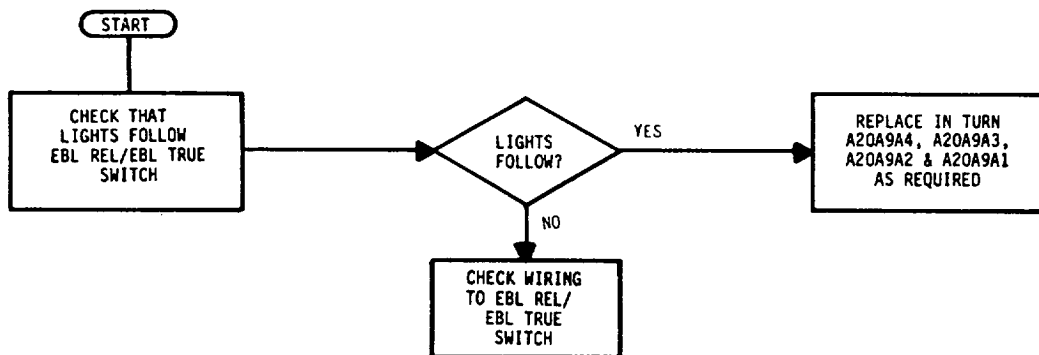 START
CHECK THAT
LIGHTS FOLLOW
EBL REL/EBL TRUE
SWITCH
LIGHTS
FOLLOW?
YES
REPLACE IN TURN
A20A9A4, A20A9A3,
A20A9A2 & A20A9A1
AS REQUIRED
NO
CHECK WIRING
TO EBL REL/
EBL TRUE
SWITCH